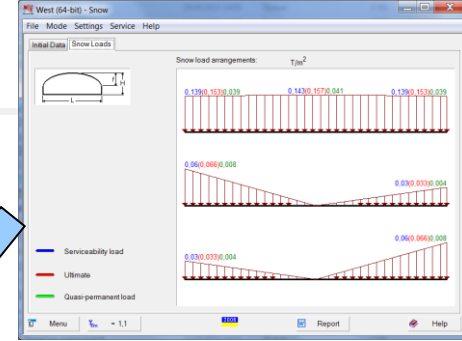 West (64-bit) - Snow
File Mode Settings Service Help
Initial Data Snow Loads
Snow load arrangements: T/m²
f H
L
0,139(0,153)0,039 0,143(0,157)0,041 0,139(0,153)0,039
0,06(0,066)0,008
0,03(0,033)0,004
0,06(0,066)0,008
0,03(0,033)0,004
Serviceability load
Ultimate
Quasi-permanent load
Menu = 1,1 Report Help